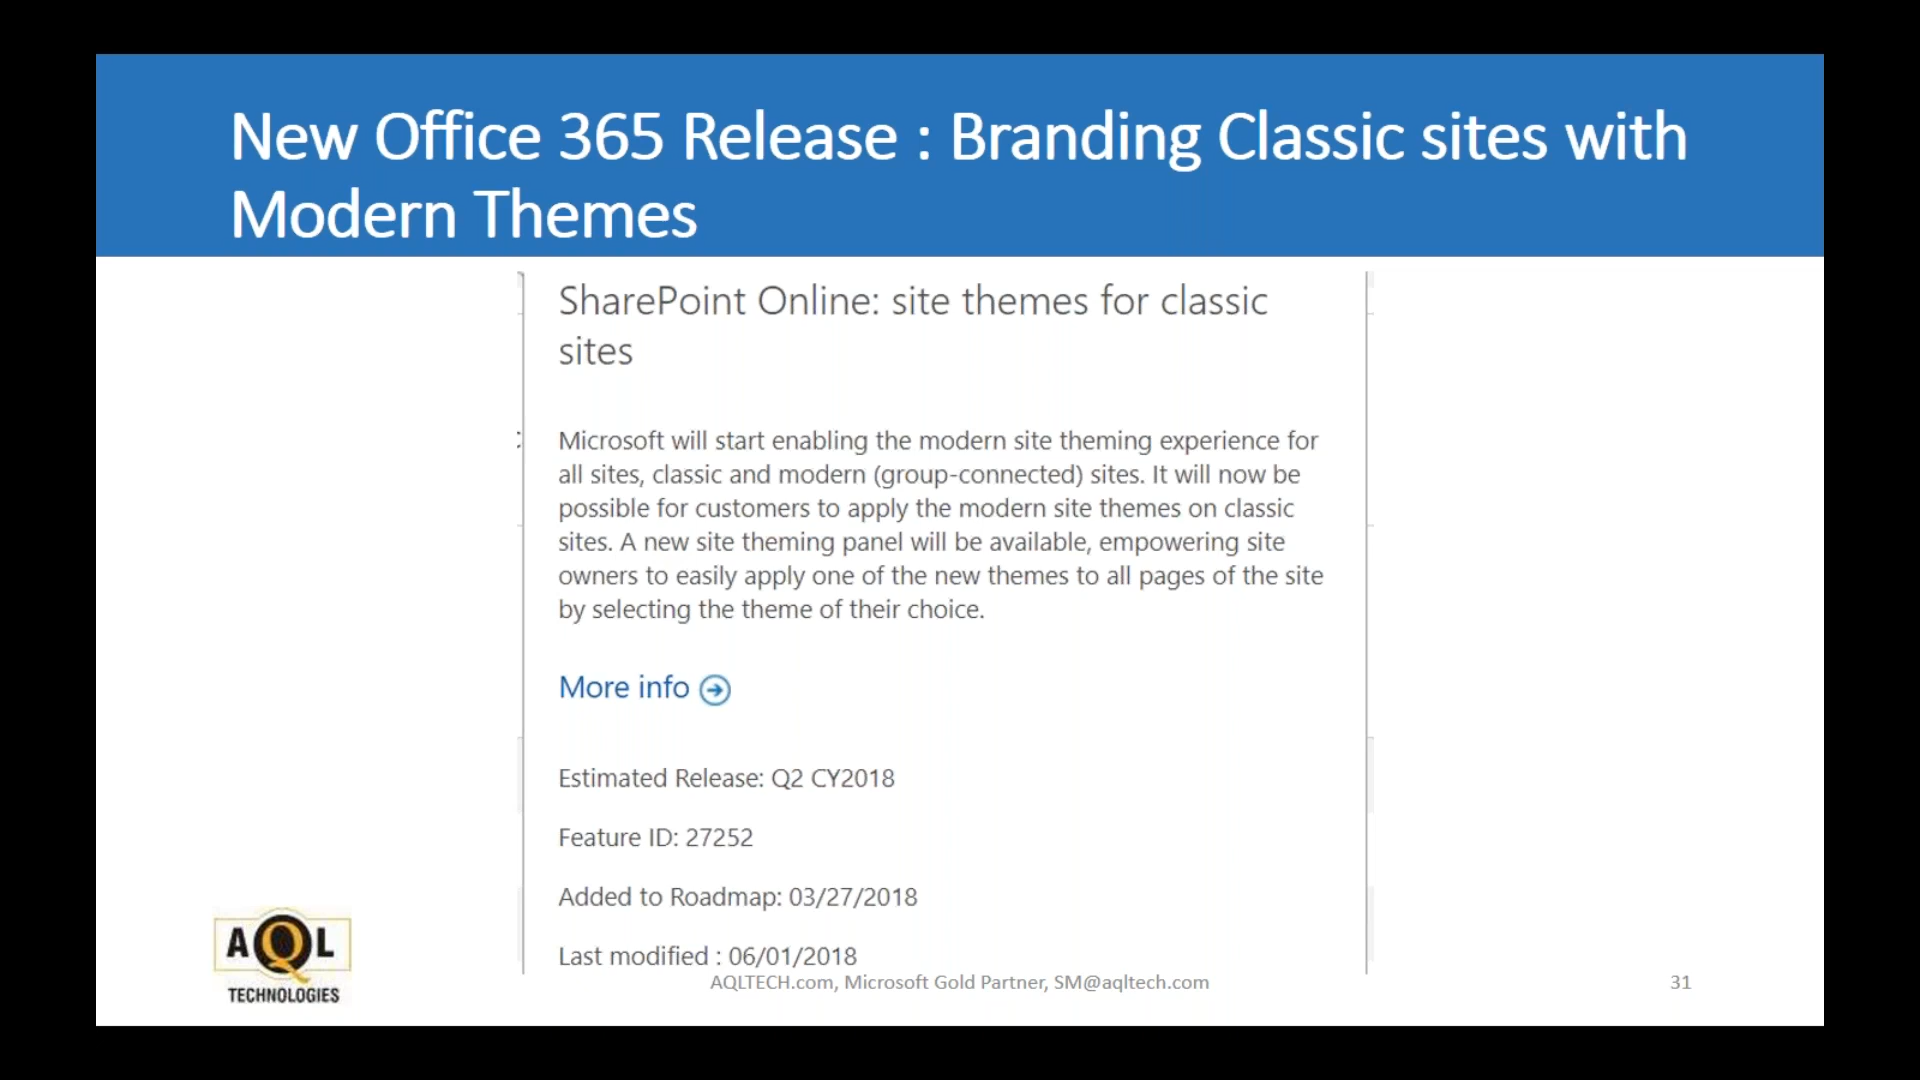 New Office 365 Release : Branding Classic sites with
Modern Themes
SharePoint Online: site themes for classic
sites
Microsoft will start enabling the modern site theming experience for
all sites, classic and modern (group-connected) sites. It will now be
possible for customers to apply the modern site themes on classic
sites. A new site theming panel will be available, empowering site
owners to easily apply one of the new themes to all pages of the site
by selecting the theme of their choice.
More info
Estimated Release: Q2 CY2018
Feature ID: 27252
Added to Roadmap: 03/27/2018
Last modified : 06/01/2018
AQL
TECHNOLOGIES
AQLTECH.com, Microsoft Gold Partner, SM@aqltech.com
31